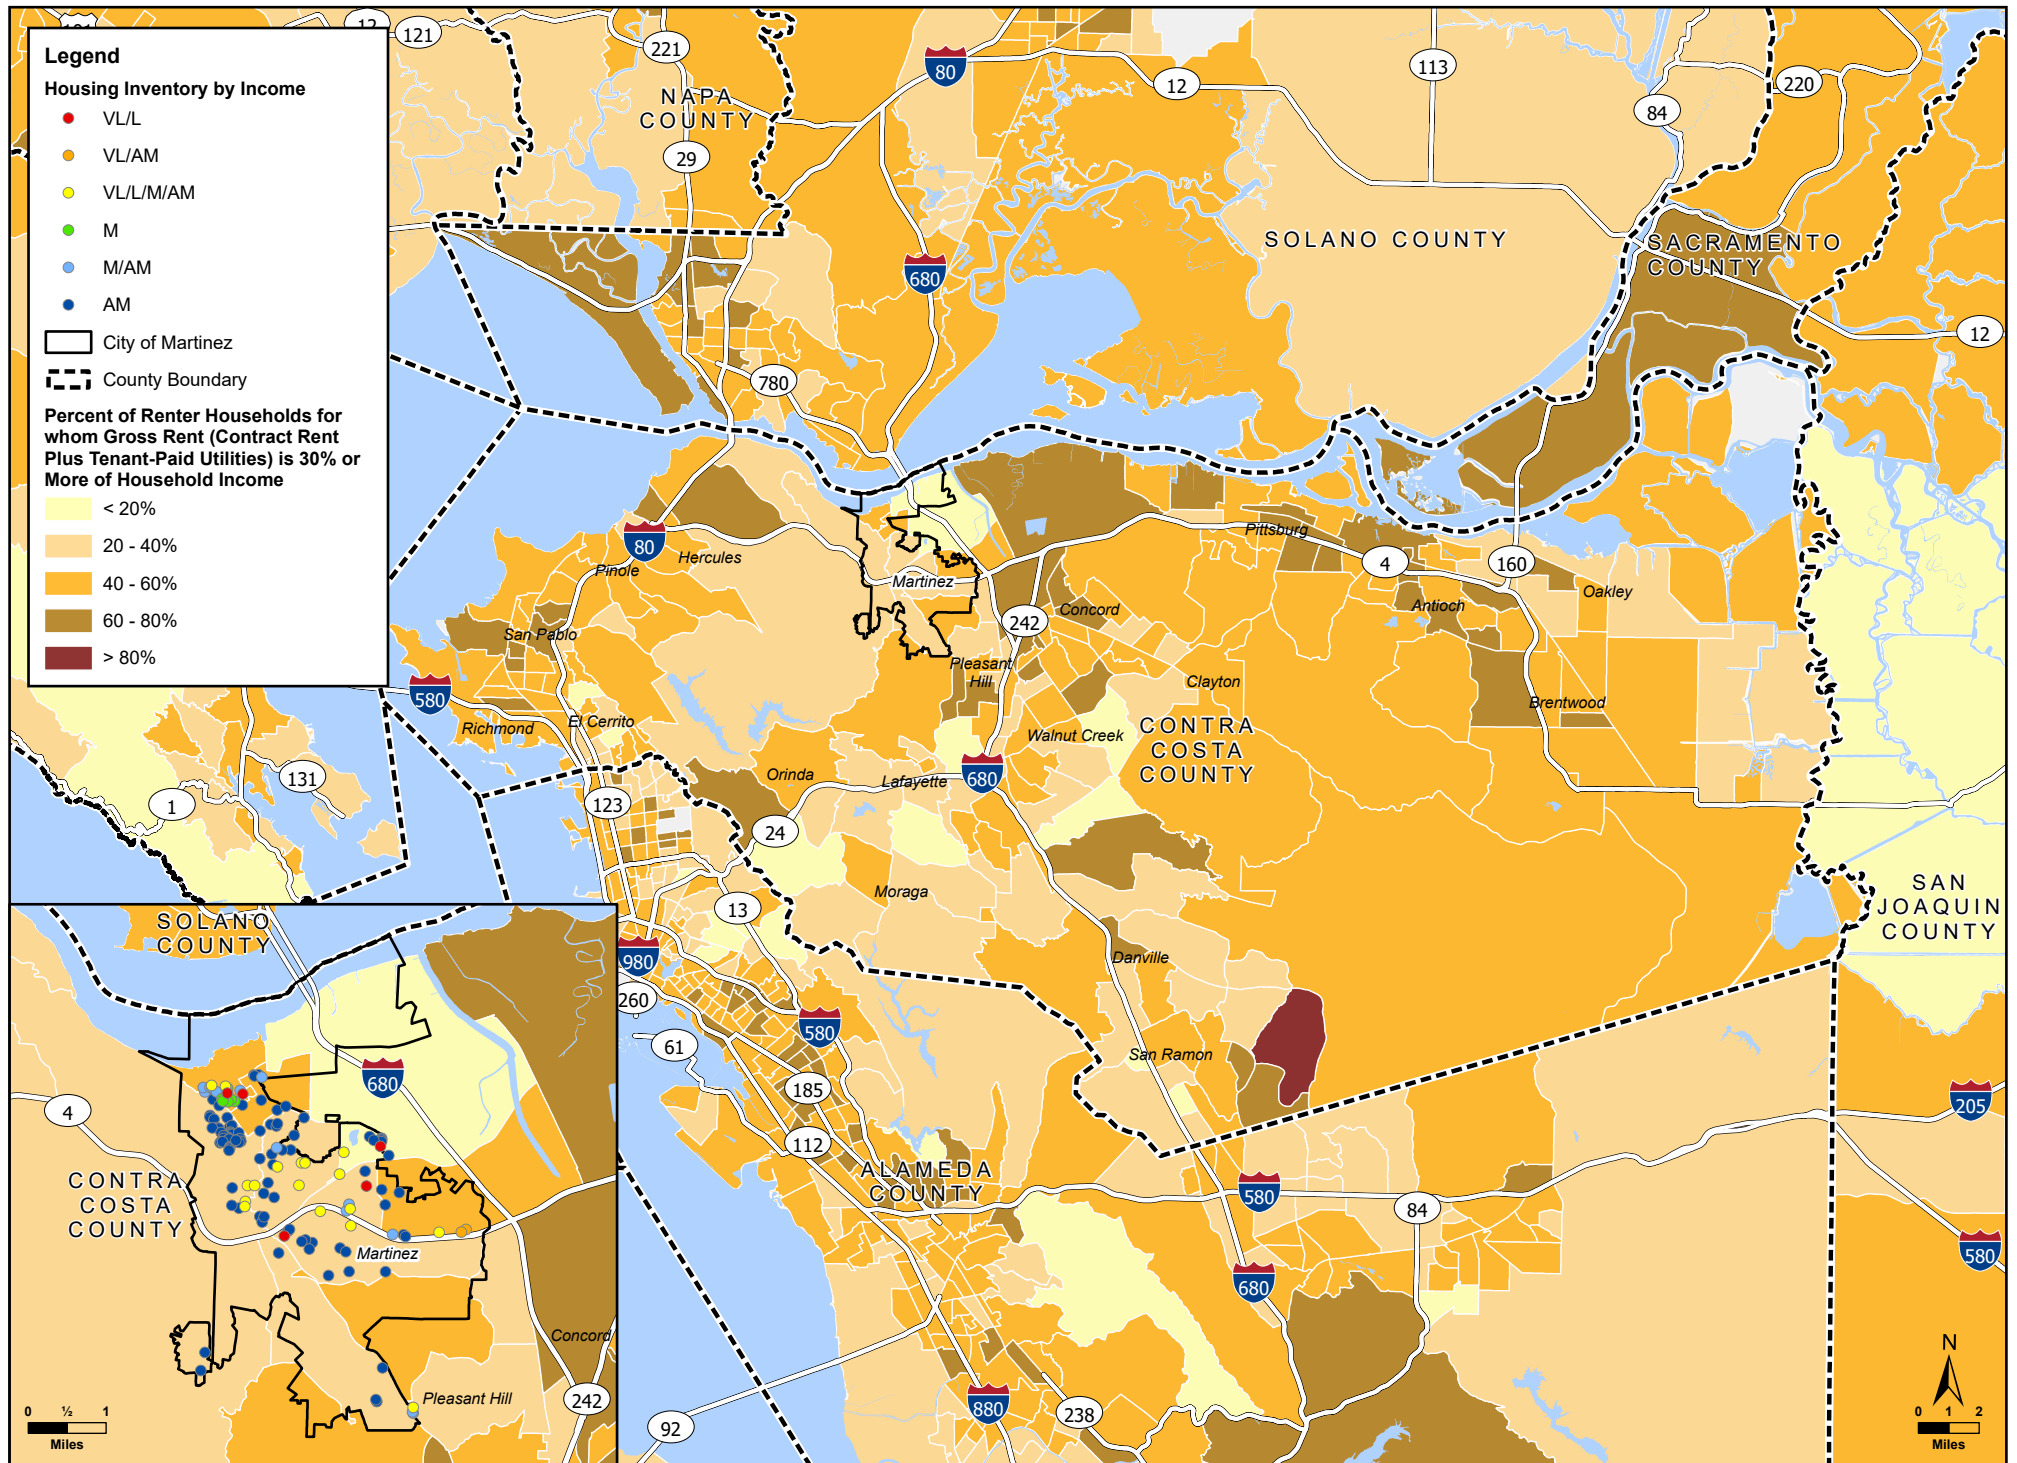 Legend
Housing Inventory by Income
VL/L
VL/AM
VL/L/M/AM
M
M/AM
AM
City of Martinez
County Boundary
Percent of Renter Households for
whom Gross Rent (Contract Rent
Plus Tenant-Paid Utilities) is 30% or
More of Household Income
< 20%
20 - 40%
40 - 60%
60 - 80%
> 80%
12
121
221
80
12
113
84
220
NAPA
COUNTY
29
SOLANO COUNTY
SACRAMENTO
COUNTY
680
12
780
80
Hercules
Pinole
Martinez
Pittsburg
4
160
Oakley
Antioch
Concord
242
San Pablo
Pleasant
Hill
Clayton
580
Richmond
El Cerrito
Brentwood
Walnut Creek
CONTRA
COSTA
COUNTY
131
1
Orinda
Lafayette
680
123
24
Moraga
13
SAN
JOAQUIN
COUNTY
980
Danville
260
580
61
San Ramon
185
205
112
ALAMEDA
COUNTY
580
84
580
680
880
238
92
N
0 1 2
Miles
SOLANO
COUNTY
680
4
CONTRA
COSTA
COUNTY
Martinez
Concord
Pleasant Hill
242
0 ½ 1
Miles